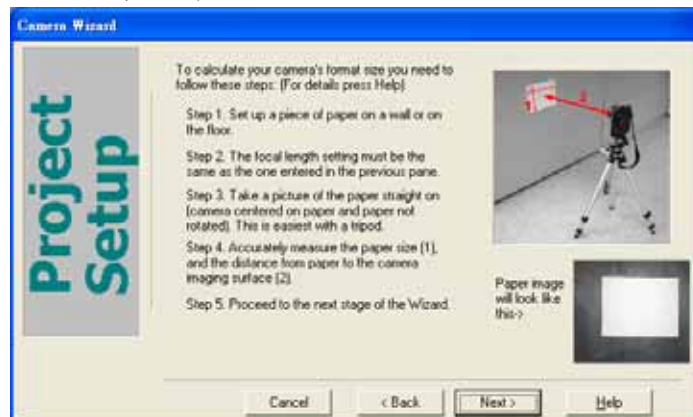 Camera Wizard
Project
Setup
To calculate your camera's format size you need to
follow these steps: (For details press Help)
Step 1. Set up a piece of paper on a wall or on
the floor.
Step 2. The focal length setting must be the
same as the one entered in the previous pane.
Step 3. Take a picture of the paper straight on
(camera centered on paper and paper not
rotated). This is easiest with a tripod.
Step 4. Accurately measure the paper size (1),
and the distance from paper to the camera
imaging surface (2)
Step 5. Proceed to the next stage of the Wizard.
1
2
Paper image
will look like
this->
Cancel
< Back
Next >
Help